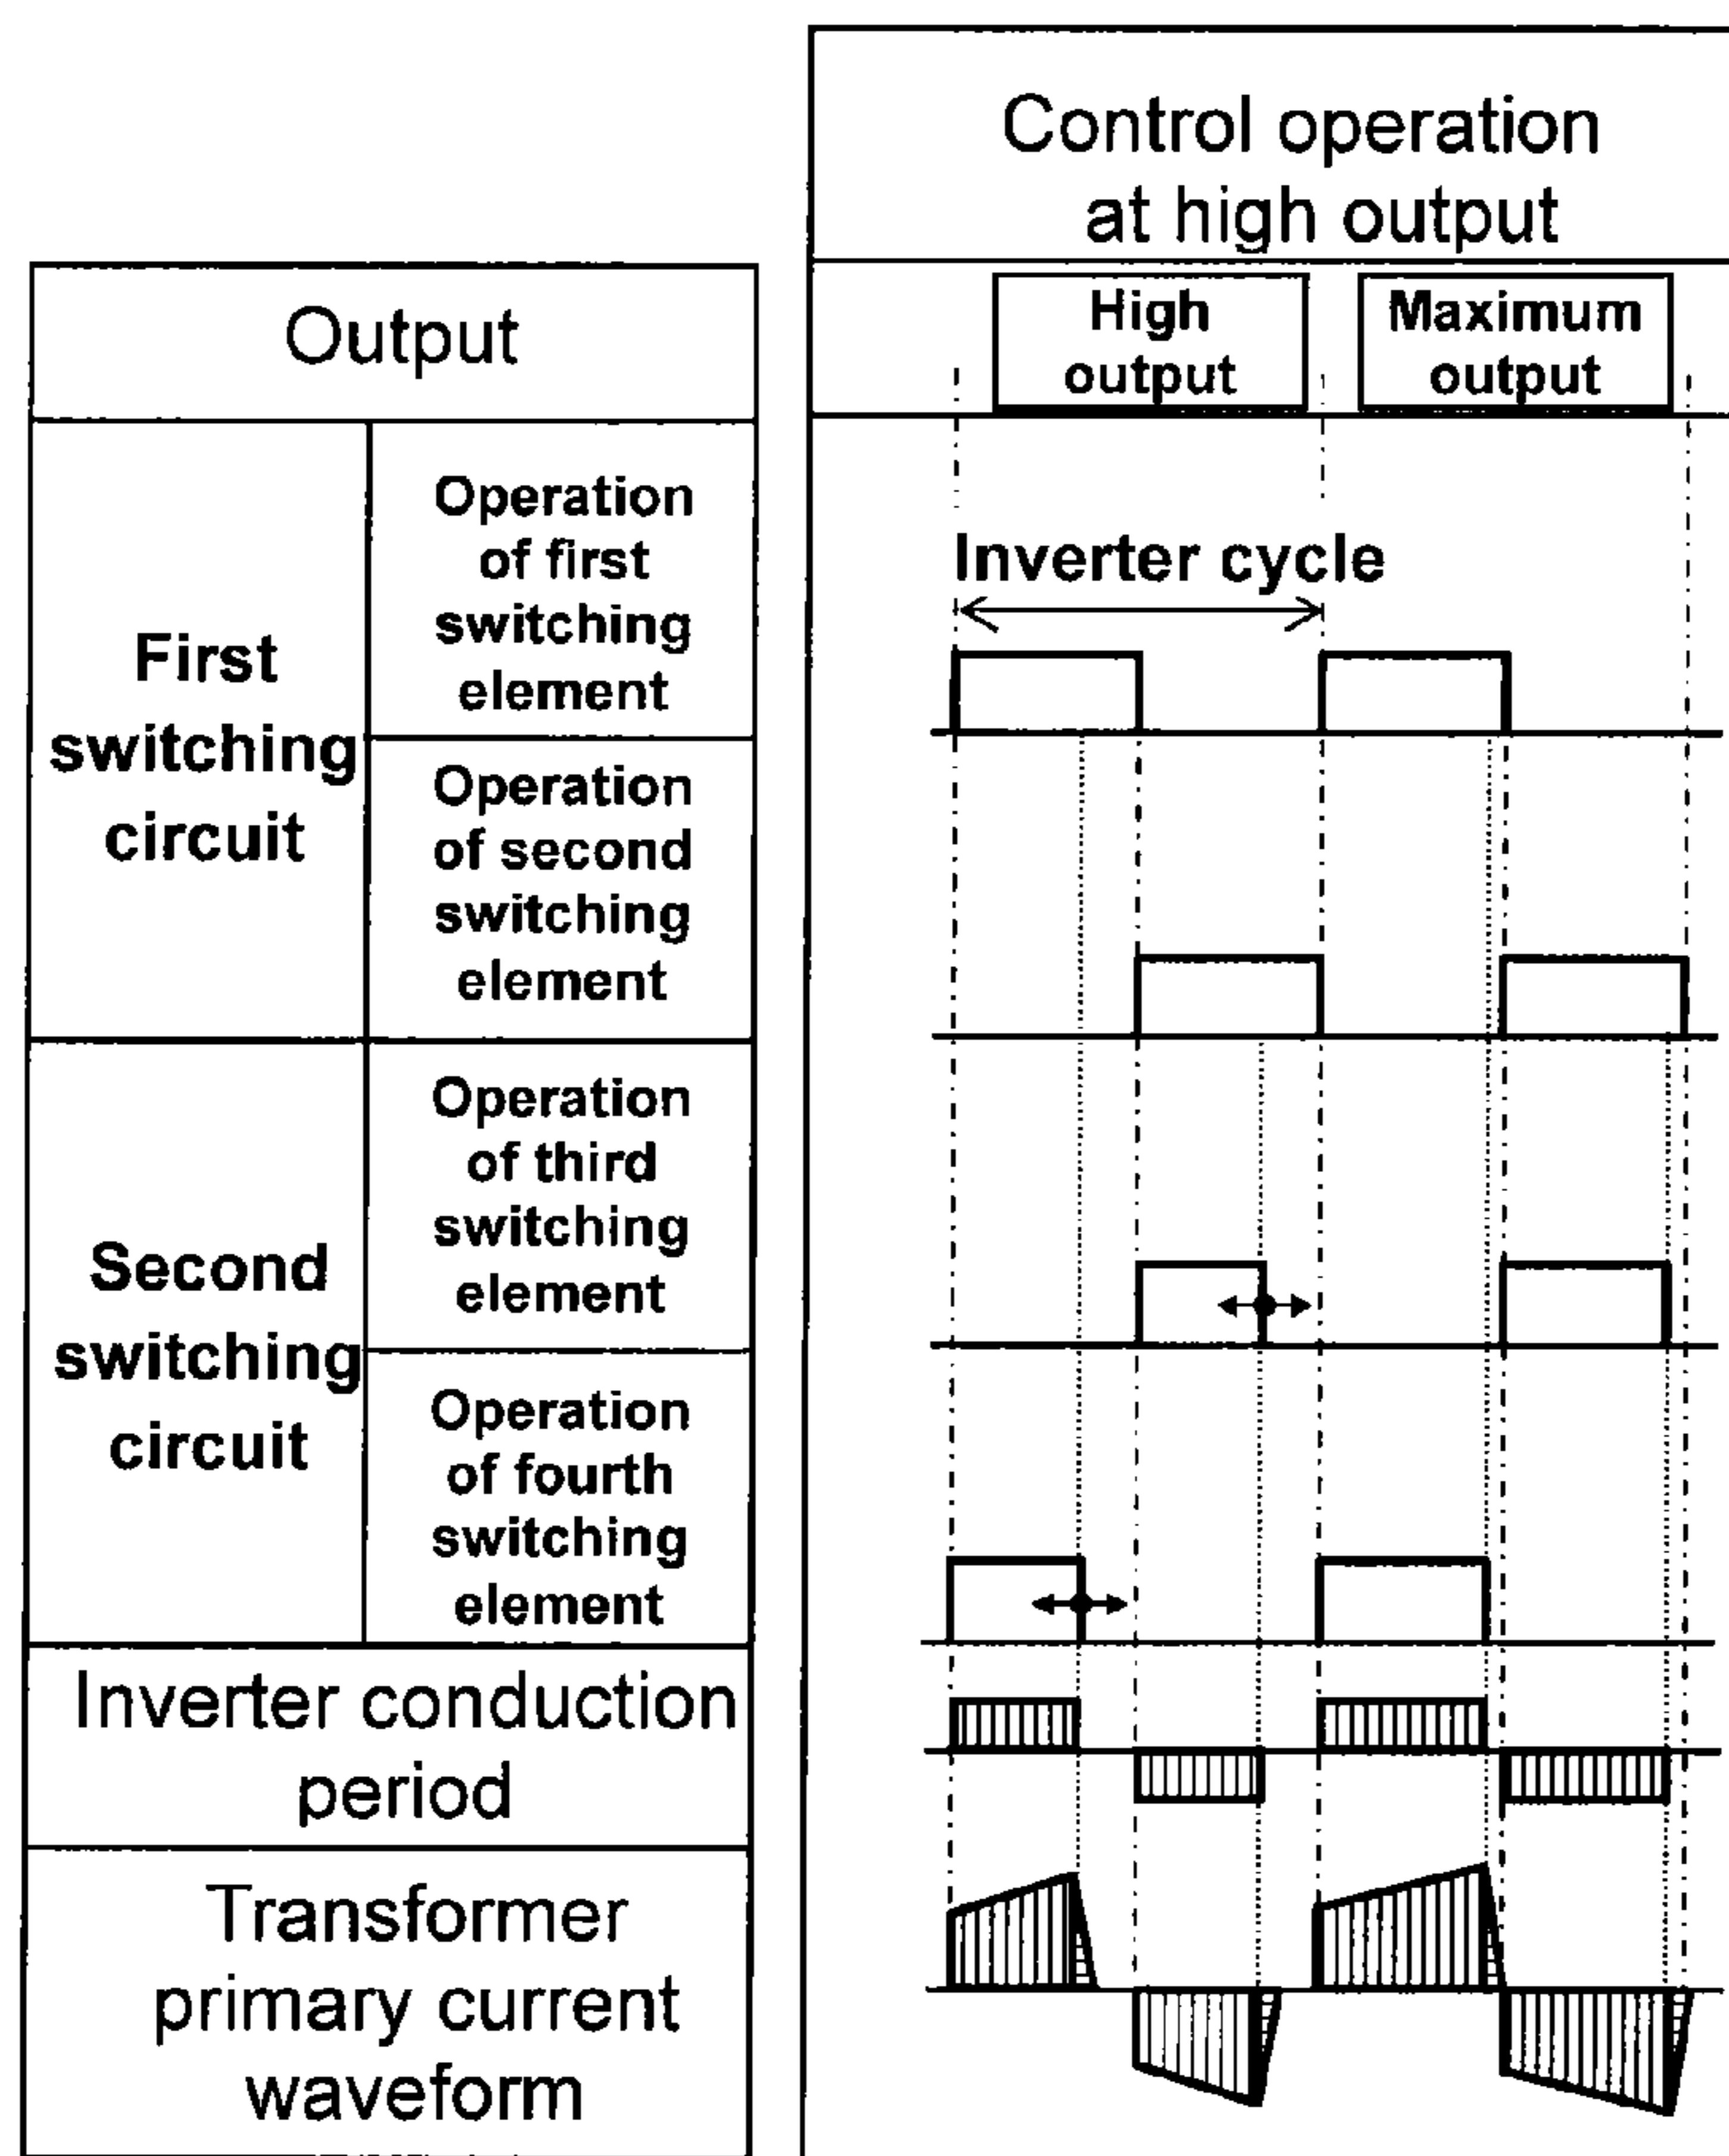 Control operation
at high output
High
output
Maximum
output
Output
First
switching
circuit
Operation
of first
switching
element
Operation
of second
switching
element
Inverter cycle
Second
switching
circuit
Operation
of third
switching
element
Operation
of fourth
switching
element
Inverter conduction
period
Transformer
primary current
waveform